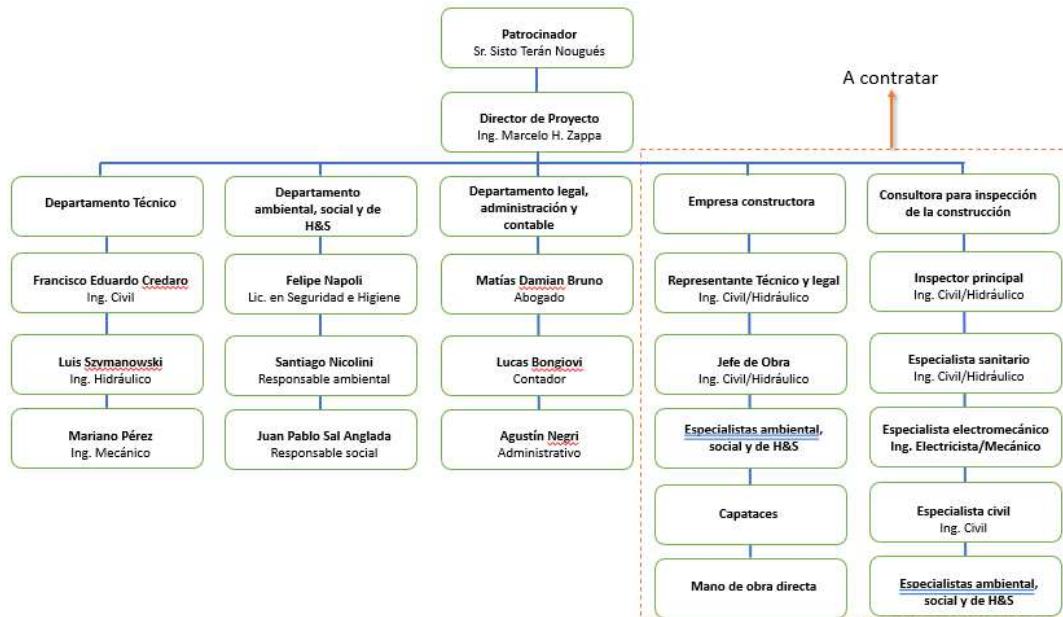 Patrocinador
Sr. Sisto Terán Nougués
A contratar
Director de Proyecto
Ing. Marcelo H. Zappa
Departamento Técnico
Francisco Eduardo Credaro
Ing. Civil
Luis Szymanowski
Ing. Hidráulico
Mariano Pérez
Ing. Mecánico
Departamento
ambiental, social y de
H&S
Felipe Napoli
Lic. en Seguridad e Higiene
Santiago Nicolini
Responsable ambiental
Juan Pablo Sal Anglada
Responsable social
Departamento legal,
administración y
contable
Matías Damian Bruno
Abogado
Lucas Bongiovi
Contador
Agustín Negri
Administrativo
Empresa constructora
Representante Técnico y legal
Ing. Civil/Hidráulico
Jefe de Obra
Ing. Civil/Hidráulico
Especialistas ambiental,
social y de H&S
Capataces
Mano de obra directa
Consultora para inspección
de la construcción
Inspector principal
Ing. Civil/Hidráulico
Especialista sanitario
Ing. Civil/Hidráulico
Especialista electromecánico
Ing. Electricista/Mecánico
Especialista civil
Ing. Civil
Especialistas ambiental,
social y de H&S